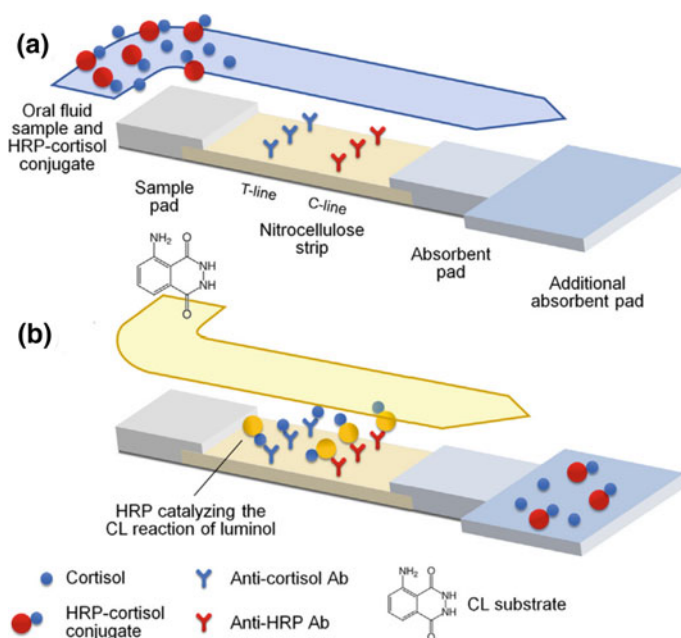 (a)
Oral fluid
sample and
HRP-cortisol
conjugate
Sample
pad
T-line
C-line
Nitrocellulose
strip
Absorbent
pad
Additional
absorbent pad
NH₂
O
NH
NH
O
(b)
HRP catalyzing the
CL reaction of luminol
Cortisol
Anti-cortisol Ab
HRP-cortisol
conjugate
Anti-HRP Ab
NH₂
O
NH
NH
O
CL substrate